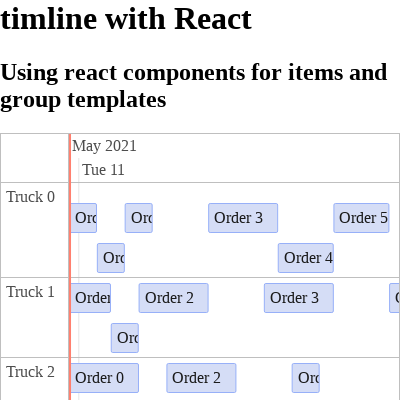 timline with React
Using react components for items and
group templates
May 2021
Tue 11
Truck 0
Ord
Ord
Order 3
Order 5
Ord
Order 4
Truck 1
Order
Order 2
Order 3
Ord
Truck 2
Order 0
Order 2
Ord